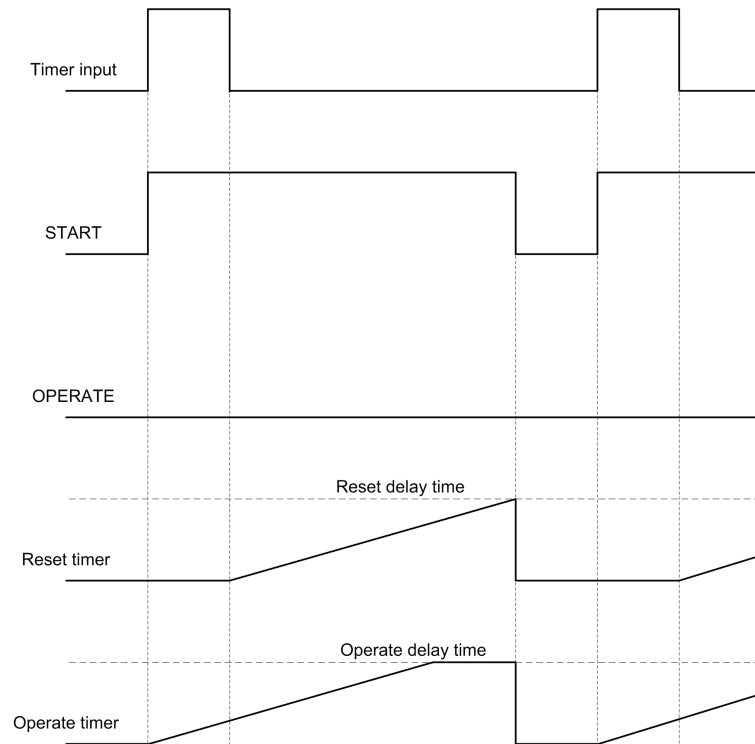 Timer input
START
OPERATE
Reset delay time
Reset timer
Operate delay time
Operate timer